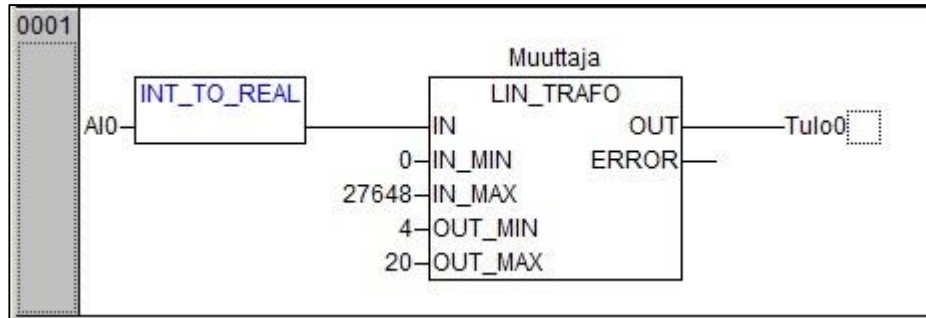 0001
Muuttaja
INT_TO_REAL
LIN_TRAFO
AI0
IN
OUT
Tulo0
0
IN_MIN
ERROR
27648
IN_MAX
4
OUT_MIN
20
OUT_MAX